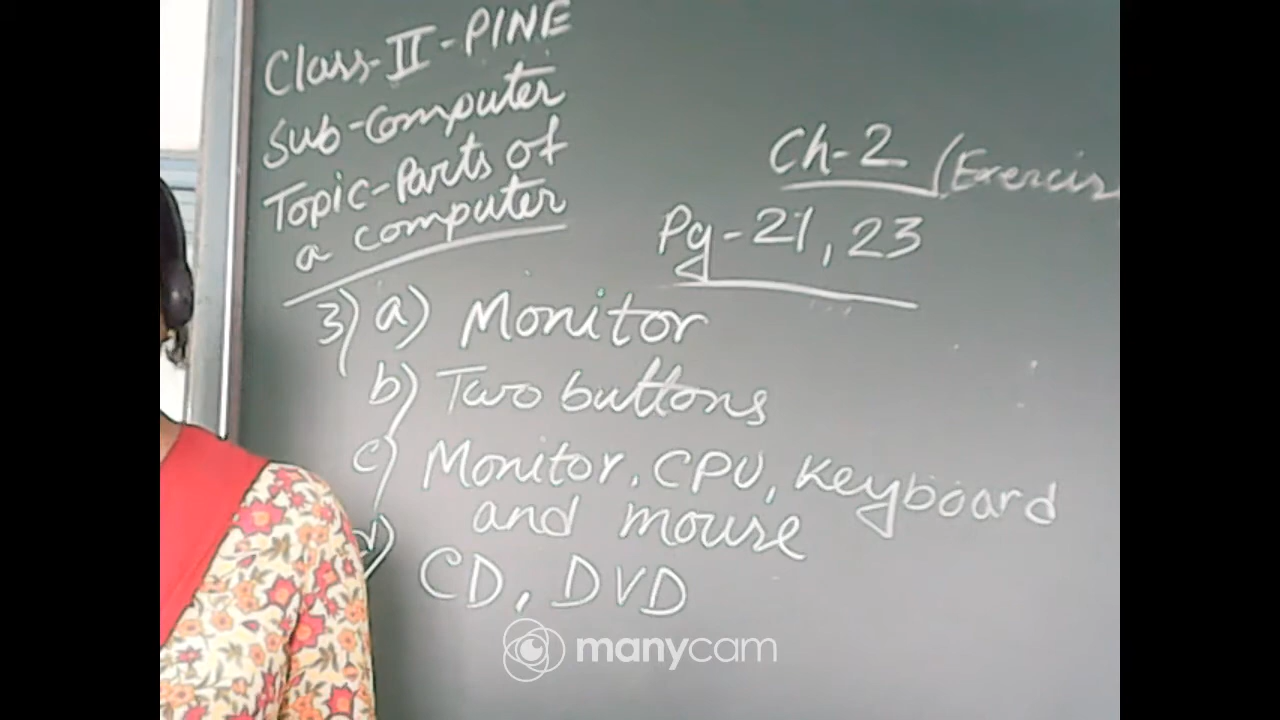 Class-II-PINE
Sub-Computer
Topic-Parts of
a computer
Ch-2 (Exercis
Pg-21, 23
3) a) Monitor
b) Two buttons
c) Monitor, CPU, Keyboard
and mouse
d) CD, DVD
manycam